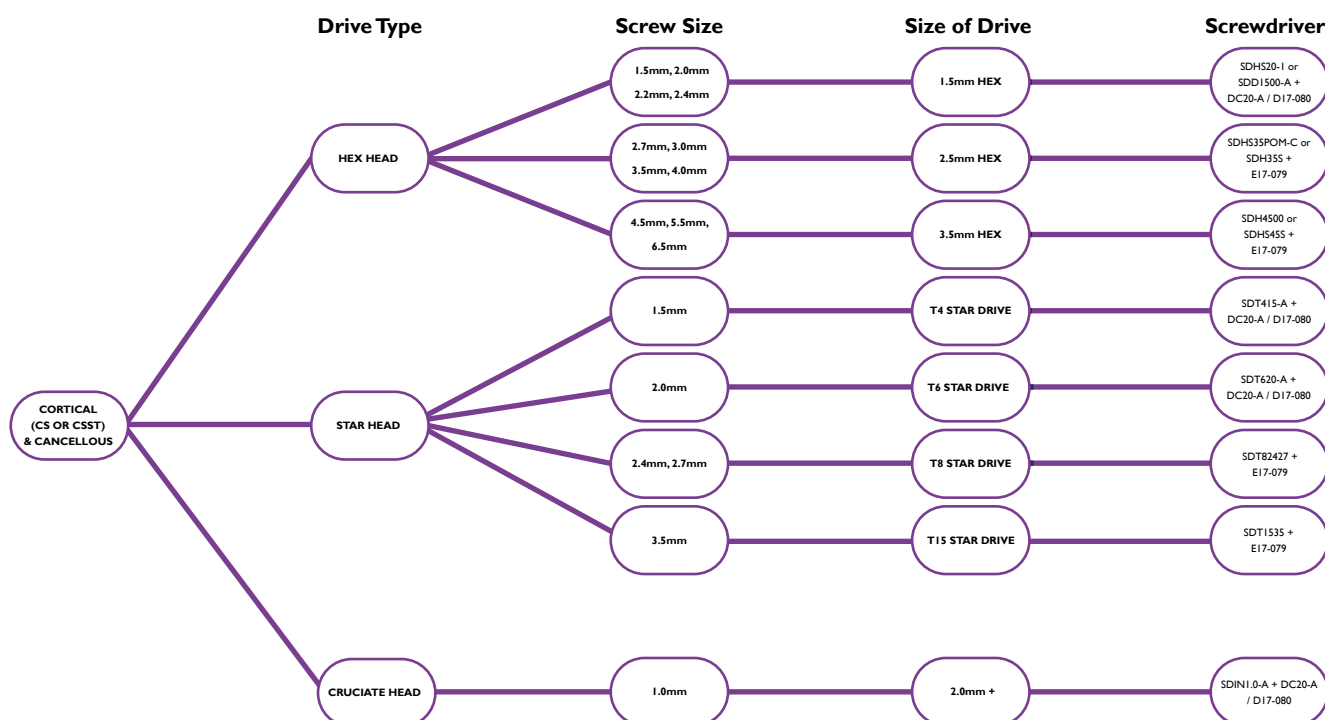 Drive Type
Screw Size
Size of Drive
Screwdriver
1.5mm, 2.0mm
2.2mm, 2.4mm
1.5mm HEX
SDHS20-1 or
SDD1500-A +
DC20-A / D17-080
HEX HEAD
2.7mm, 3.0mm
3.5mm, 4.0mm
2.5mm HEX
SDHS35POM-C or
SDH35S +
E17-079
4.5mm, 5.5mm,
6.5mm
3.5mm HEX
SDH4500 or
SDHS45S +
E17-079
1.5mm
T4 STAR DRIVE
SDT415-A +
DC20-A / D17-080
CORTICAL
(CS OR CSST)
& CANCELLOUS
STAR HEAD
2.0mm
T6 STAR DRIVE
SDT620-A +
DC20-A / D17-080
2.4mm, 2.7mm
T8 STAR DRIVE
SDT82427 +
E17-079
3.5mm
T15 STAR DRIVE
SDT1535 +
E17-079
CRUCIATE HEAD
1.0mm
2.0mm +
SDIN1.0-A + DC20-A
/ D17-080